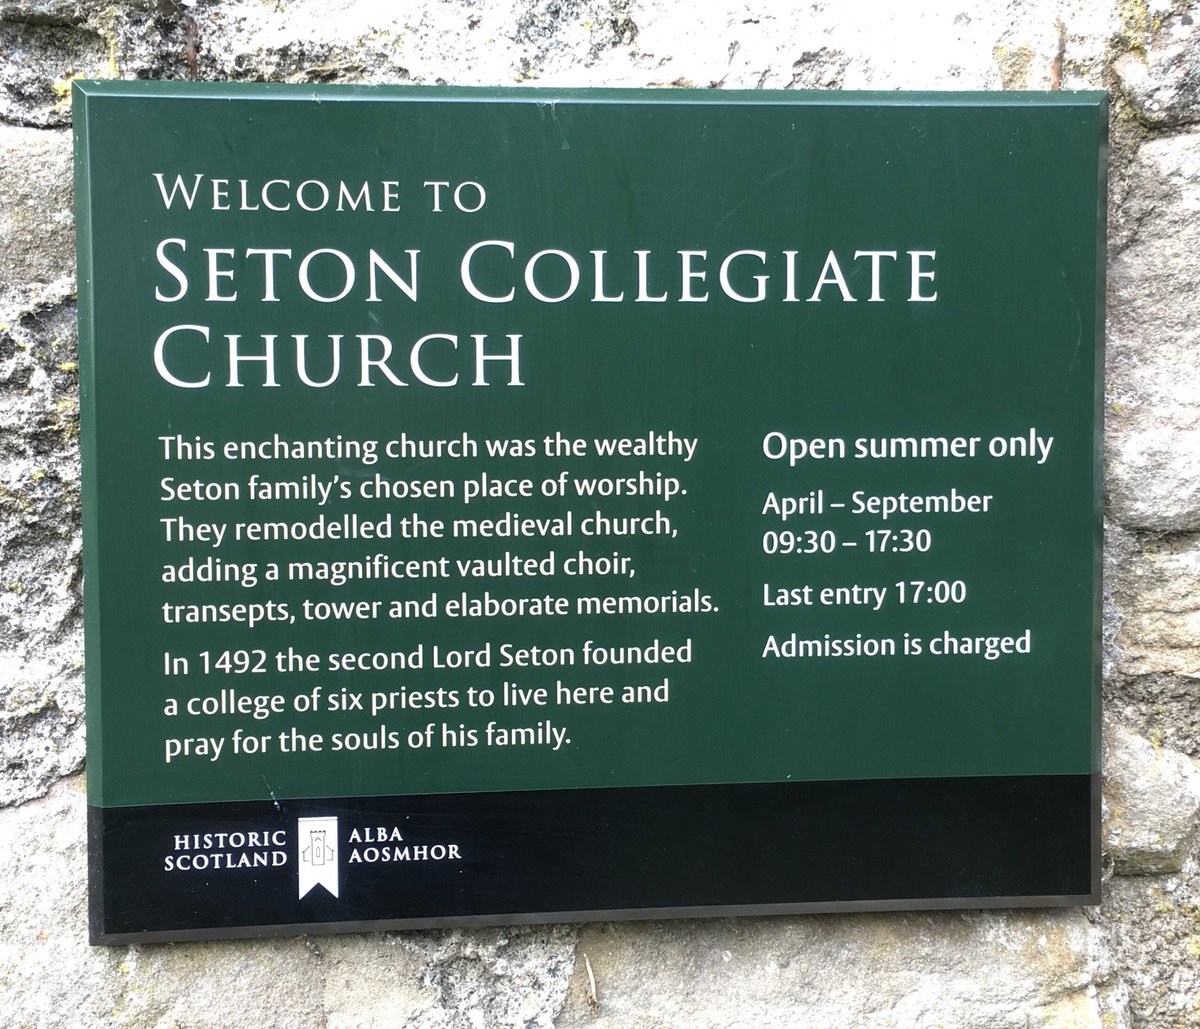 WELCOME TO
SETON COLLEGIATE
CHURCH
This enchanting church was the wealthy
Seton family's chosen place of worship.
They remodelled the medieval church,
adding a magnificent vaulted choir,
transepts, tower and elaborate memorials.
In 1492 the second Lord Seton founded
a college of six priests to live here and
pray for the souls of his family.
Open summer only
April – September
09:30 – 17:30
Last entry 17:00
Admission is charged
HISTORIC
SCOTLAND
ALBA
AOSMHOR